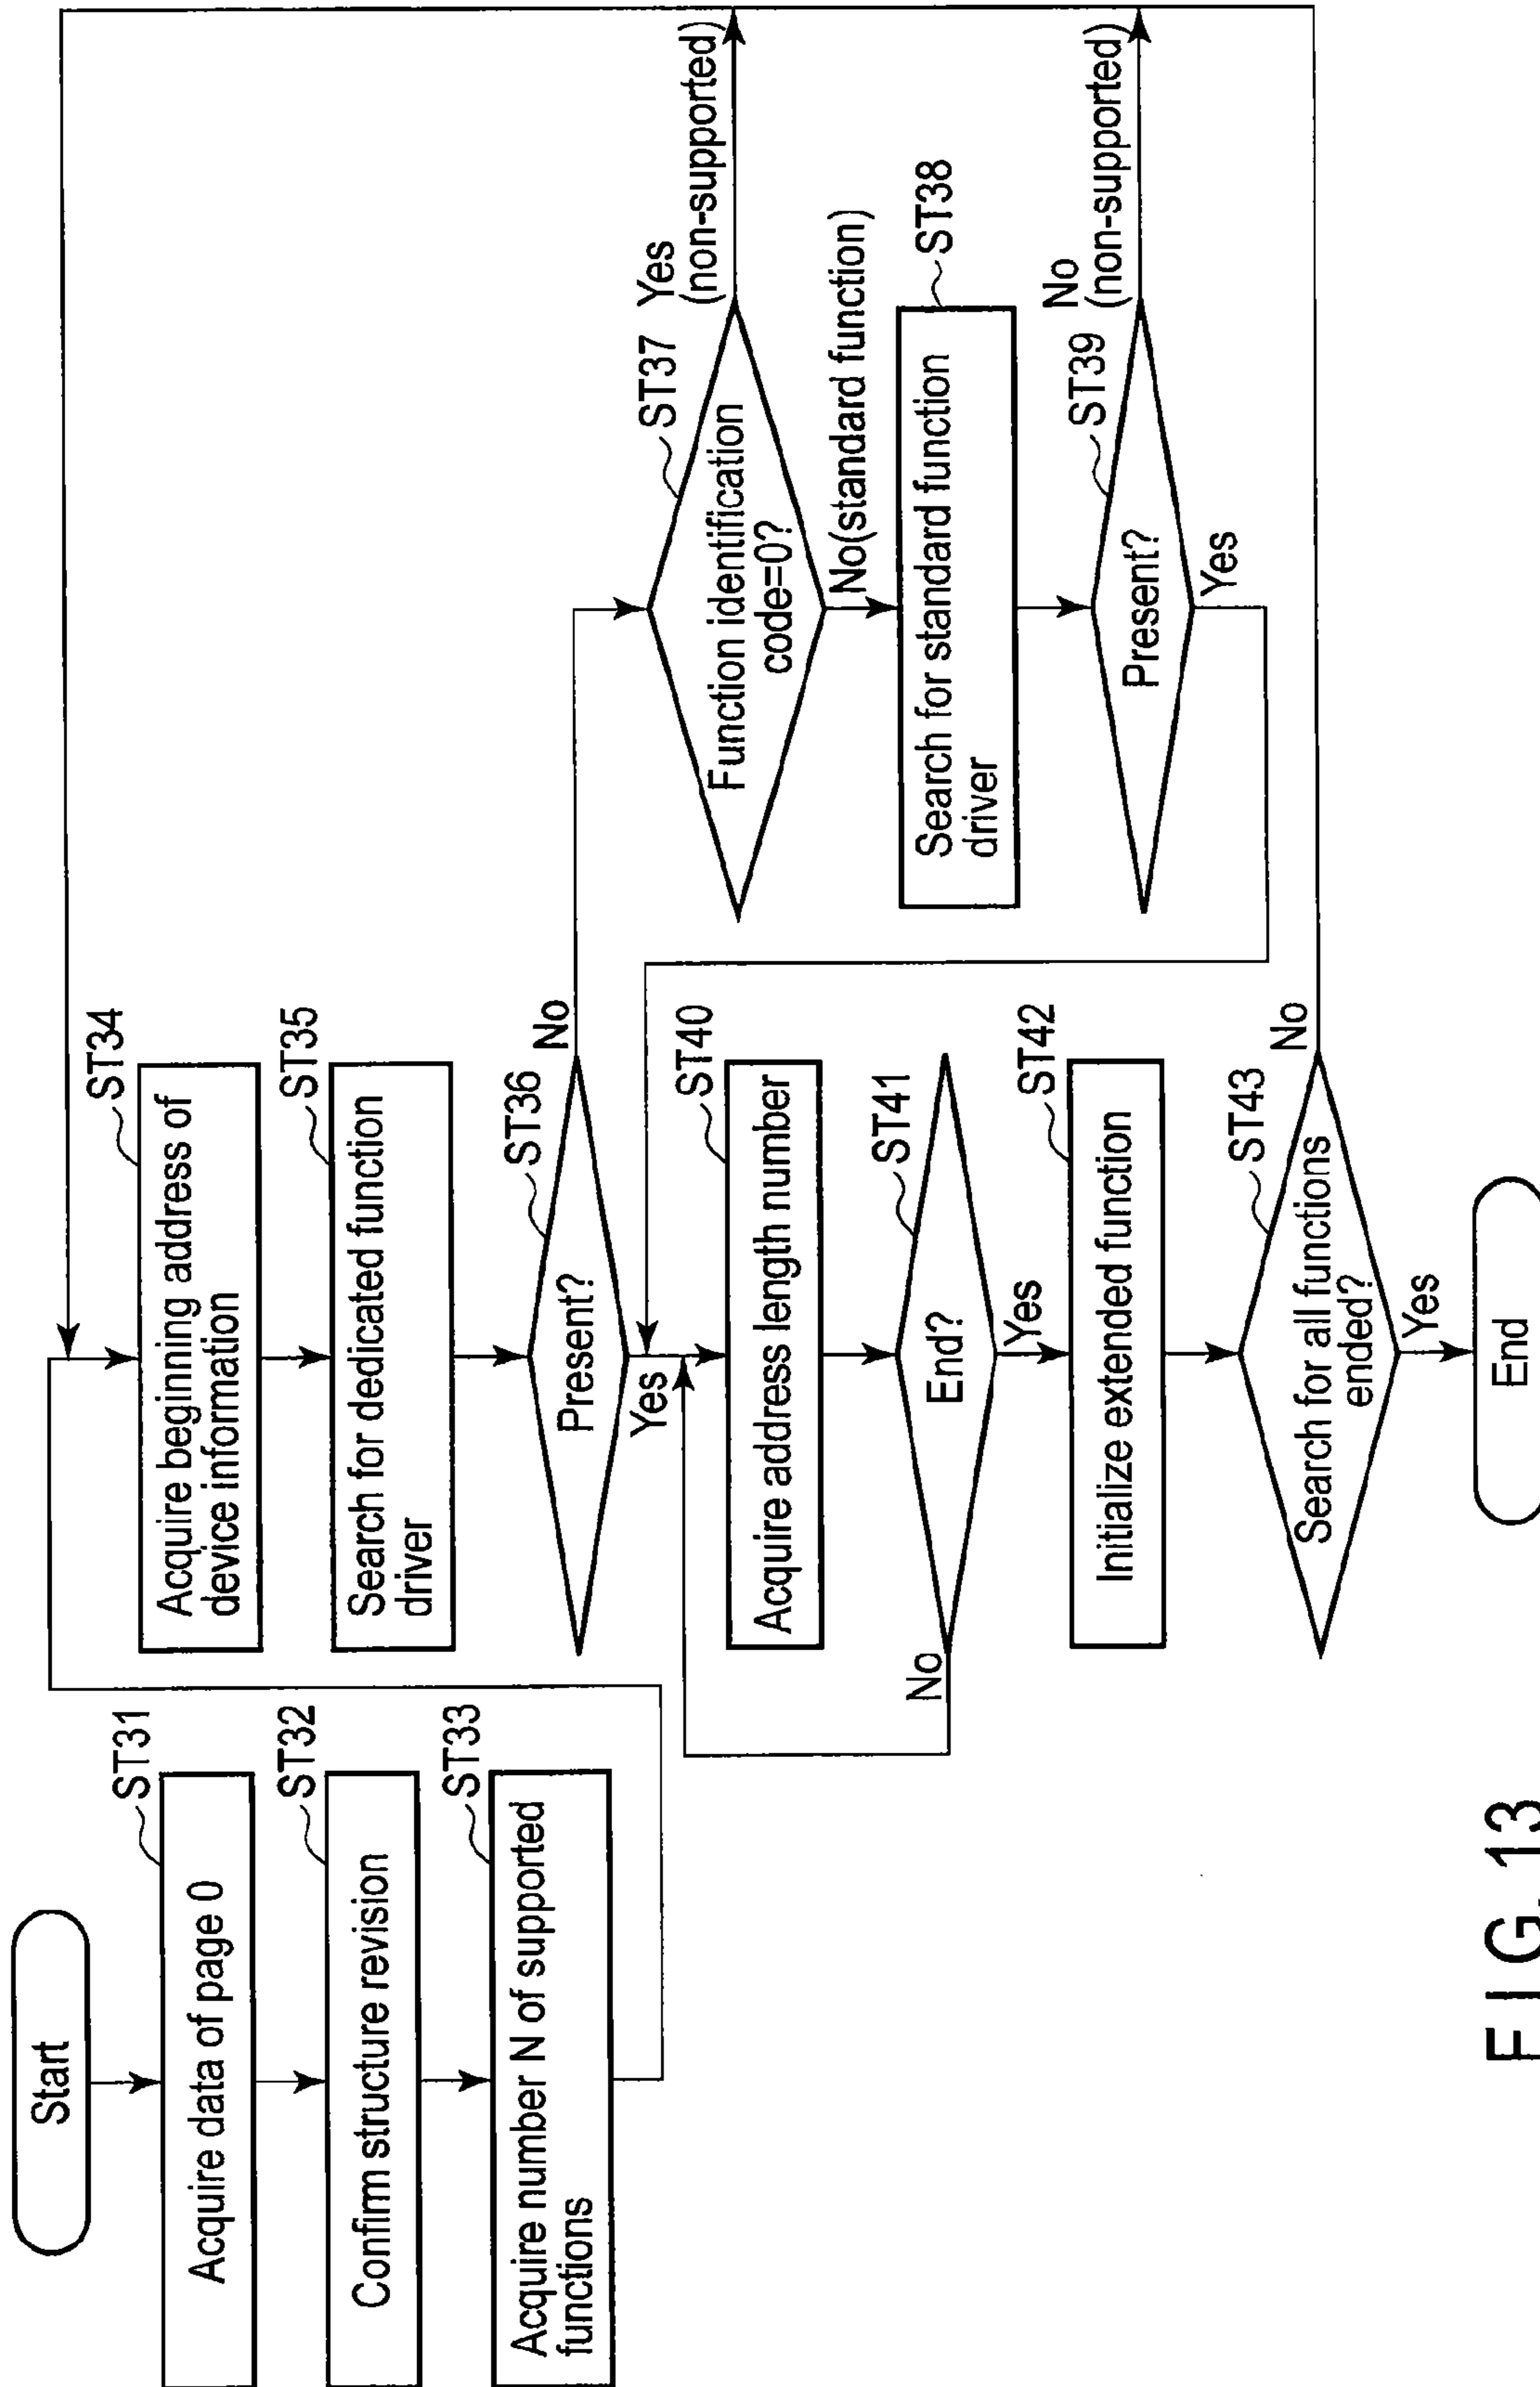 Start
ST31
Acquire data of page 0
ST32
Confirm structure revision
ST33
Acquire number N of supported
functions
ST34
Acquire beginning address of
device information
ST35
Search for dedicated function
driver
ST36
Present?
No
Yes
ST37
Function identification
code=0?
Yes
(non-supported)
No(standard function)
ST38
Search for standard function
driver
ST39
Present?
No
(non-supported)
Yes
ST40
Acquire address length number
ST41
End?
No
Yes
ST42
Initialize extended function
ST43
Search for all functions
ended?
No
Yes
End
FIG. 13